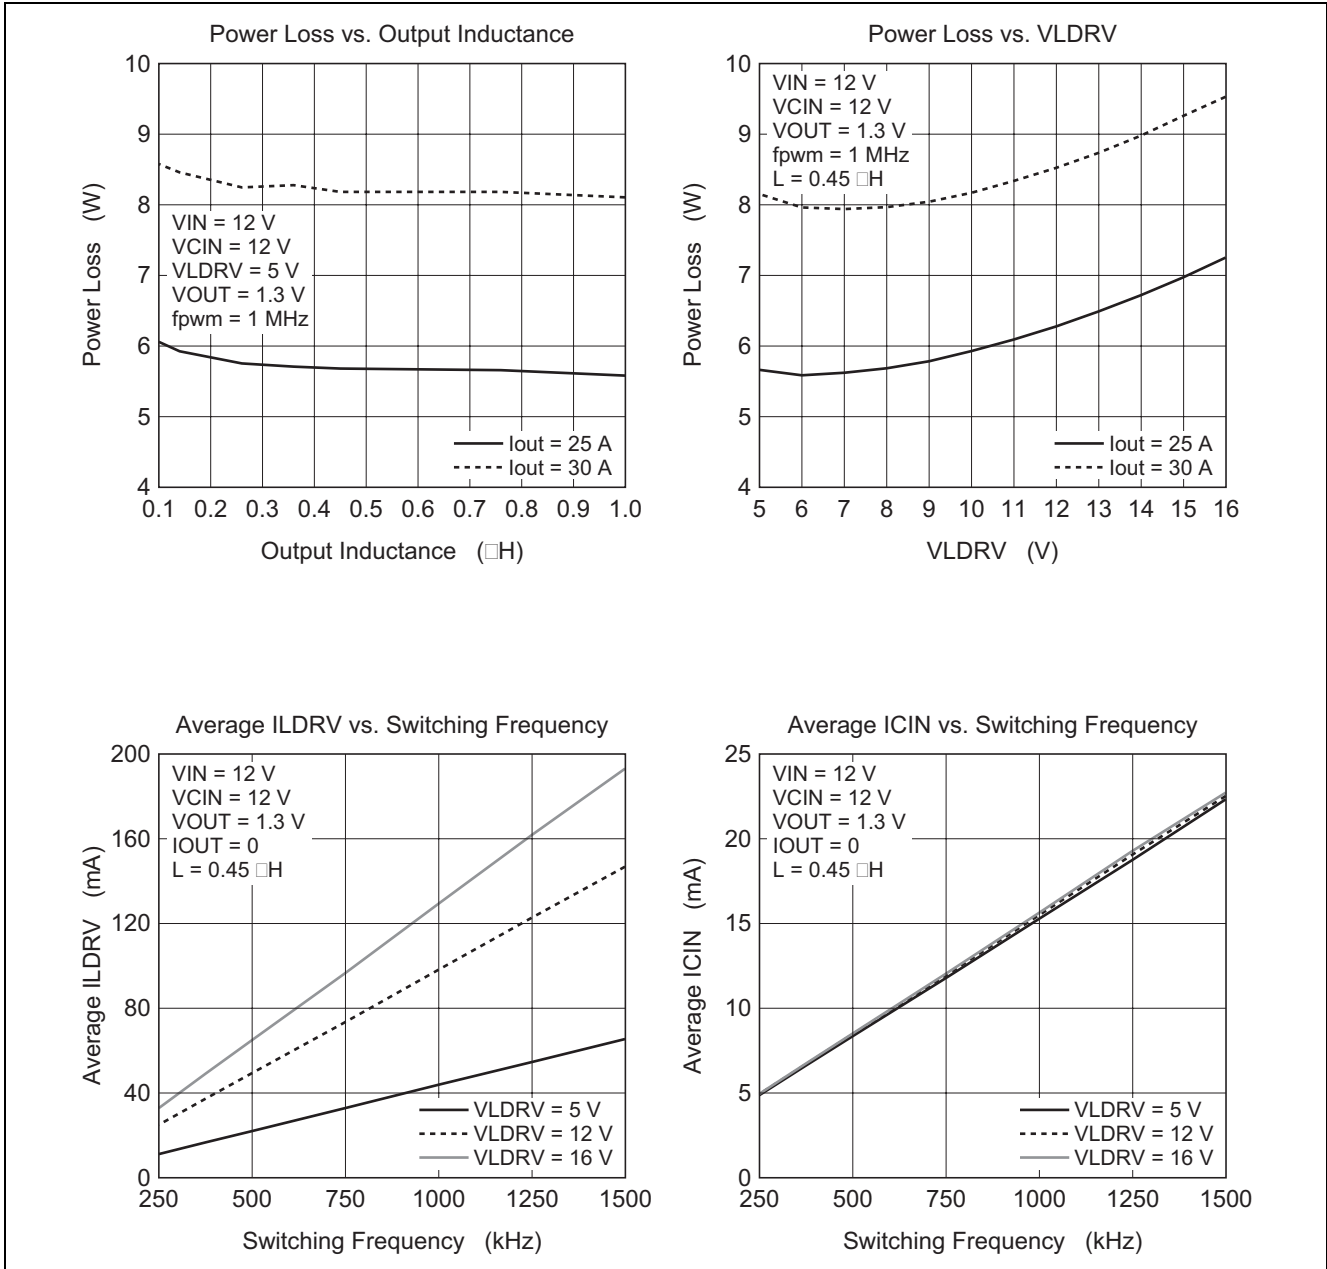 Power Loss vs. Output Inductance
10
9
8
7
6
5
4
Power Loss (W)
VIN = 12 V
VCIN = 12 V
VLDRV = 5 V
VOUT = 1.3 V
fpwm = 1 MHz
Iout = 25 A
Iout = 30 A
0.1 0.2 0.3 0.4 0.5 0.6 0.7 0.8 0.9 1.0
Output Inductance (□H)
Power Loss vs. VLDRV
10
9
8
7
6
5
4
Power Loss (W)
VIN = 12 V
VCIN = 12 V
VOUT = 1.3 V
fpwm = 1 MHz
L = 0.45 □H
Iout = 25 A
Iout = 30 A
5 6 7 8 9 10 11 12 13 14 15 16
VLDRV (V)
Average ILDRV vs. Switching Frequency
200
160
120
80
40
0
Average ILDRV (mA)
VIN = 12 V
VCIN = 12 V
VOUT = 1.3 V
IOUT = 0
L = 0.45 □H
VLDRV = 5 V
VLDRV = 12 V
VLDRV = 16 V
250 500 750 1000 1250 1500
Switching Frequency (kHz)
Average ICIN vs. Switching Frequency
25
20
15
10
5
0
Average ICIN (mA)
VIN = 12 V
VCIN = 12 V
VOUT = 1.3 V
IOUT = 0
L = 0.45 □H
VLDRV = 5 V
VLDRV = 12 V
VLDRV = 16 V
250 500 750 1000 1250 1500
Switching Frequency (kHz)